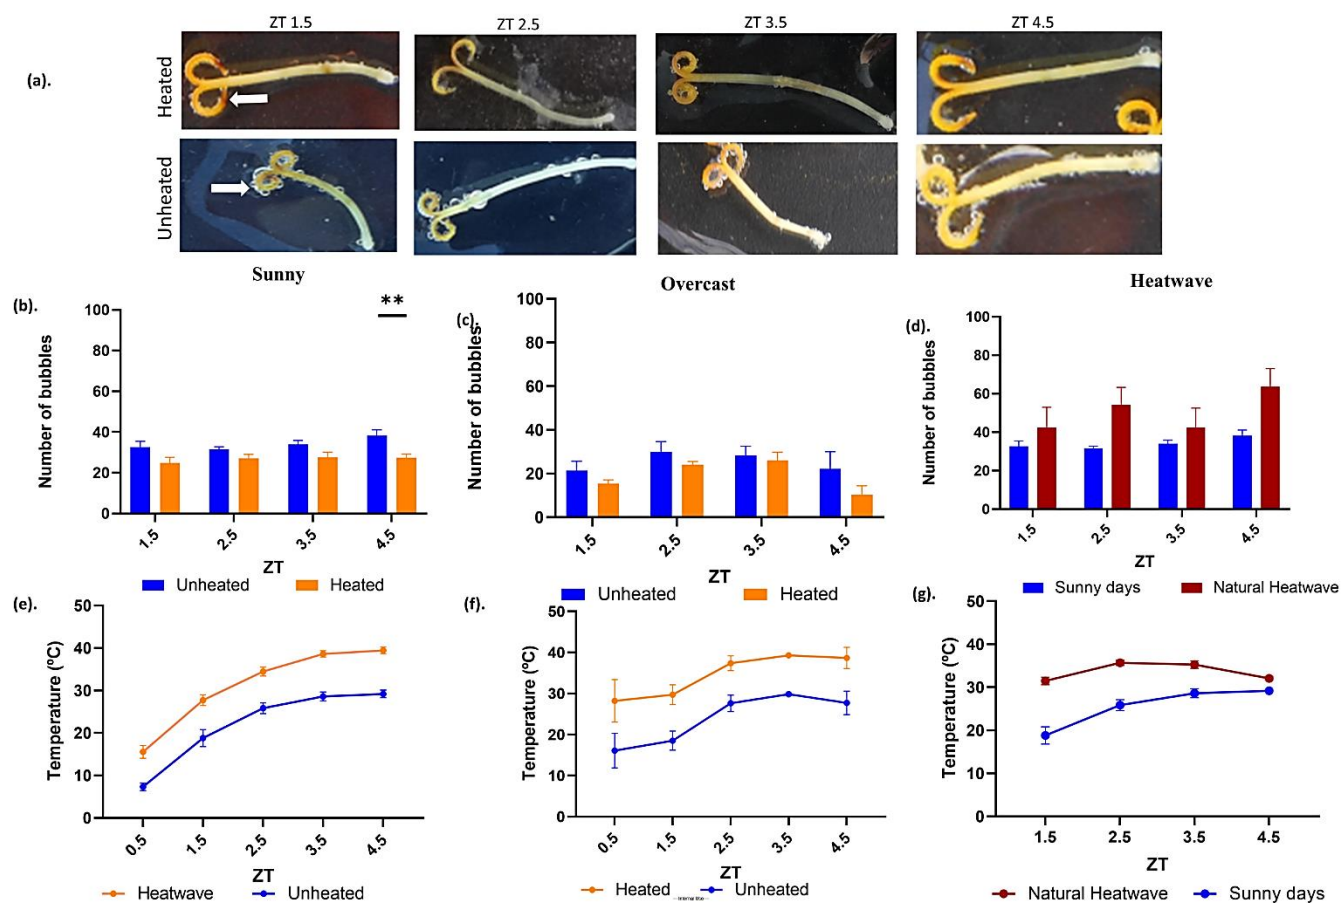 ZT 1.5 ZT 2.5 ZT 3.5 ZT 4.5
(a).
Heated
Unheated
Sunny Overcast Heatwave
(b).
Number of bubbles
100
80
60
40
20
0
**
1.5 2.5 3.5 4.5
ZT
Unheated Heated
(c).
Number of bubbles
100
80
60
40
20
0
1.5 2.5 3.5 4.5
ZT
Unheated Heated
(d).
Number of bubbles
100
80
60
40
20
0
1.5 2.5 3.5 4.5
ZT
Sunny days Natural Heatwave
(e).
Temperature (ºC)
50
40
30
20
10
0
0.5 1.5 2.5 3.5 4.5
ZT
Heatwave Unheated
(f).
Temperature (ºC)
50
40
30
20
10
0
0.5 1.5 2.5 3.5 4.5
ZT
Heated Unheated
Internal Use
(g).
Temperature (ºC)
50
40
30
20
10
0
1.5 2.5 3.5 4.5
ZT
Natural Heatwave Sunny days